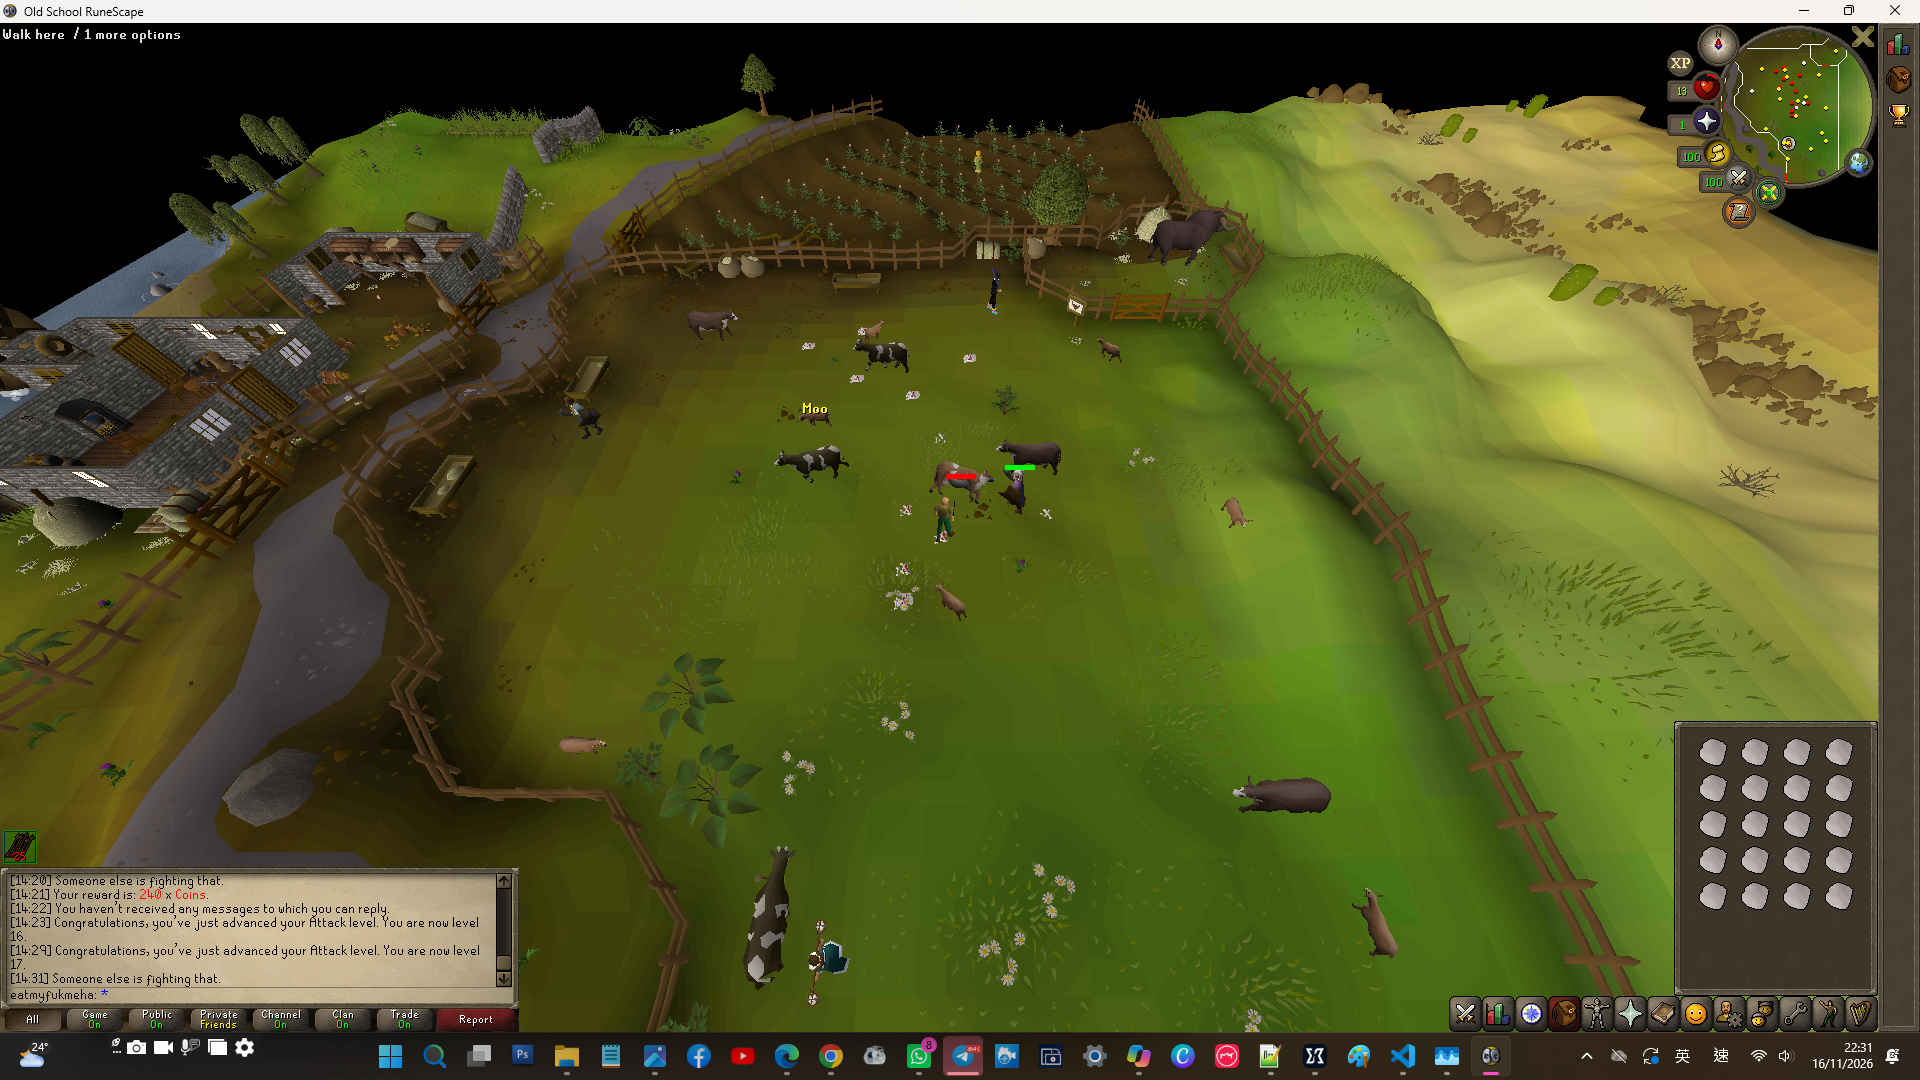 Old School RuneScape
Walk here / 1 more options
N
XP
13
1
100
100
Moo
25
[14:20] Someone else is fighting that.
[14:21] Your reward is: 240 x Coins.
[14:22] You haven't received any messages to which you can reply.
[14:23] Congratulations, you've just advanced your Attack level. You are now level
16.
[14:29] Congratulations, you've just advanced your Attack level. You are now level
17.
[14:31] Someone else is fighting that.
eatmyfukmeha: *
All
Game
On
Public
On
Private
Friends
Channel
On
Clan
On
Trade
On
Report
24°
Ps
8
英
速
22:31
16/11/2026